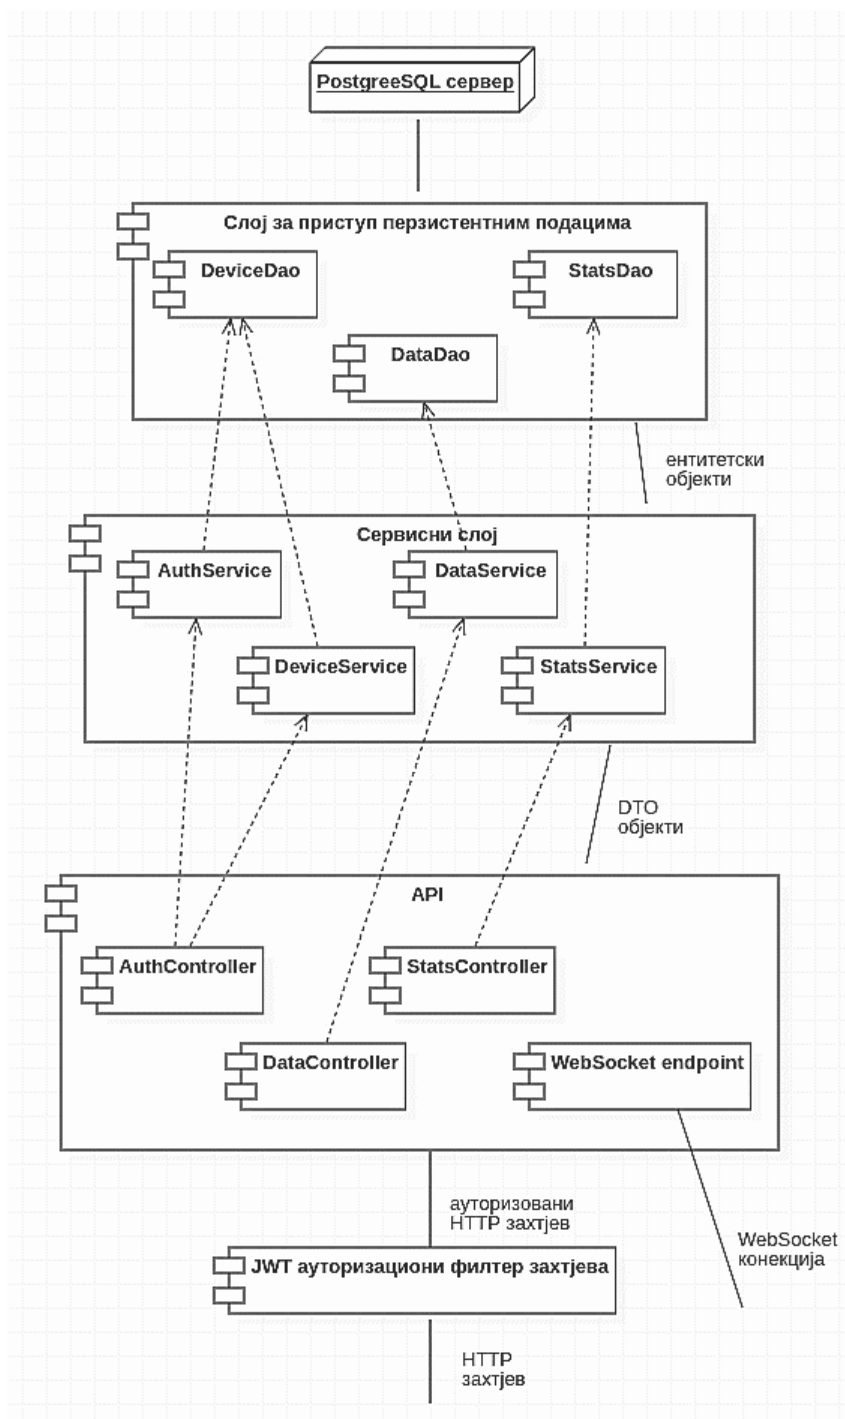 PostgreeSQL сервер
Слој за приступ перзистентним подацима
DeviceDao
StatsDao
DataDao
ентитетски
објекти
Сервисни слој
AuthService
DataService
DeviceService
StatsService
DTO
објекти
API
AuthController
StatsController
DataController
WebSocket endpoint
ауторизовани
HTTP захтјев
WebSocket
конекција
JWT ауторизациони филтер захтјева
HTTP
захтјев